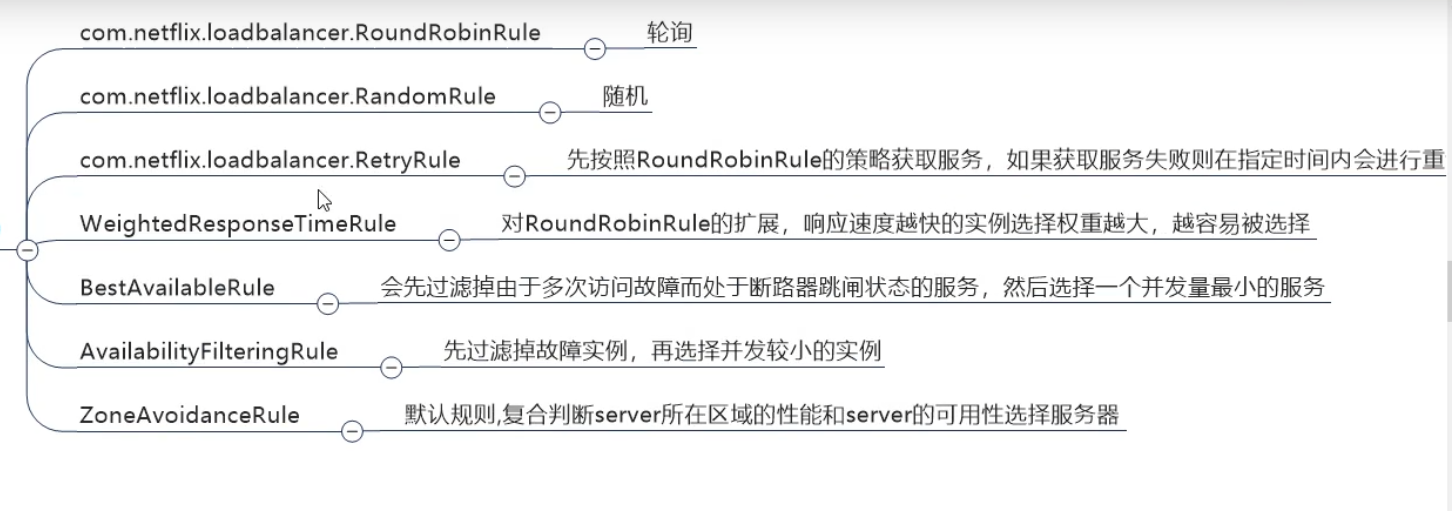 com.netflix.loadbalancer.RoundRobinRule 轮询
com.netflix.loadbalancer.RandomRule 随机
com.netflix.loadbalancer.RetryRule 先按照RoundRobinRule的策略获取服务，如果获取服务失败则在指定时间内会进行重
WeightedResponseTimeRule 对RoundRobinRule的扩展，响应速度越快的实例选择权重越大，越容易被选择
BestAvailableRule 会先过滤掉由于多次访问故障而处于断路器跳闸状态的服务，然后选择一个并发量最小的服务
AvailabilityFilteringRule 先过滤掉故障实例，再选择并发较小的实例
ZoneAvoidanceRule 默认规则,复合判断server所在区域的性能和server的可用性选择服务器